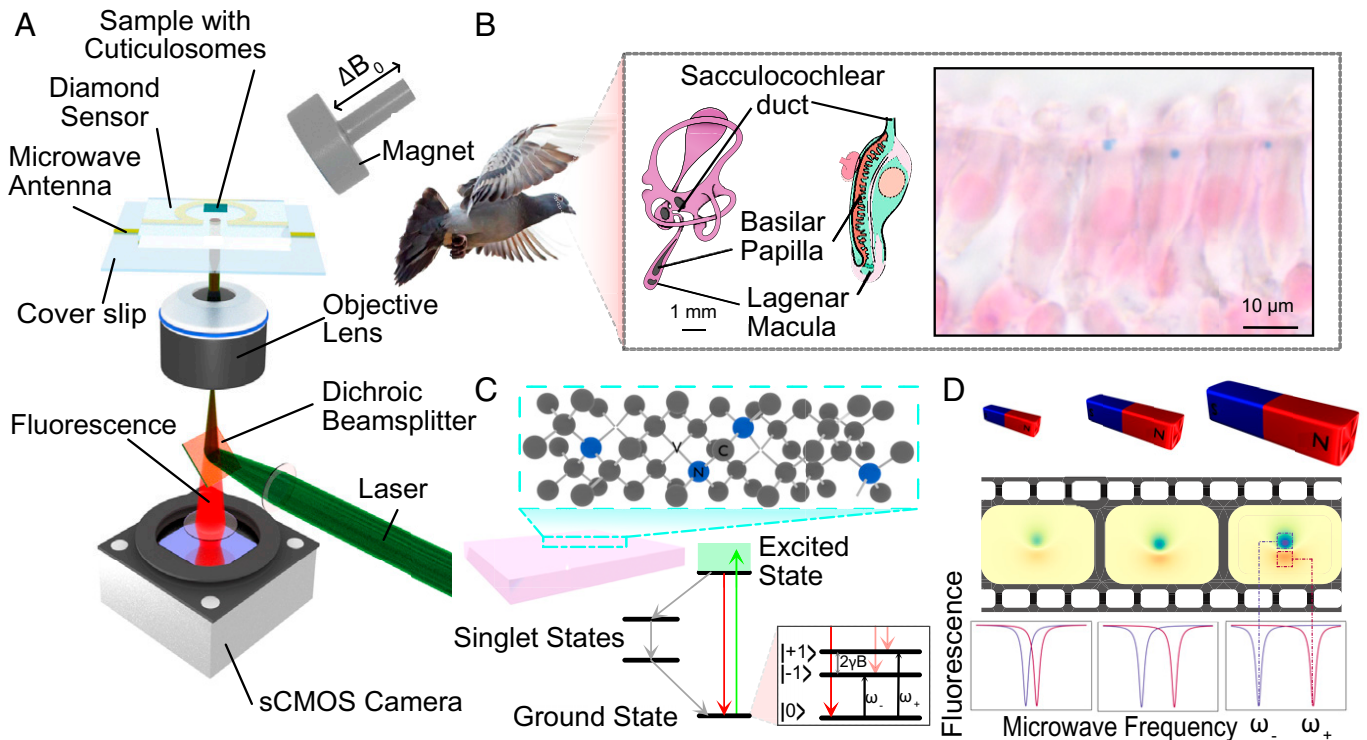 A
Sample with
Cuticulosomes
Diamond
Sensor
ΔB₀
Magnet
Microwave
Antenna
Cover slip
Objective
Lens
Dichroic
Beamsplitter
Fluorescence
Laser
sCMOS Camera
B
Sacculocochlear
duct
Basilar
Papilla
Lagenar
Macula
1 mm
10 µm
C
V
C
N
Excited
State
Singlet States
Ground State
|+1>
|-1>
2γB
|0>
ω₋
ω₊
D
N
N
Fluorescence
Microwave Frequency
ω₋
ω₊